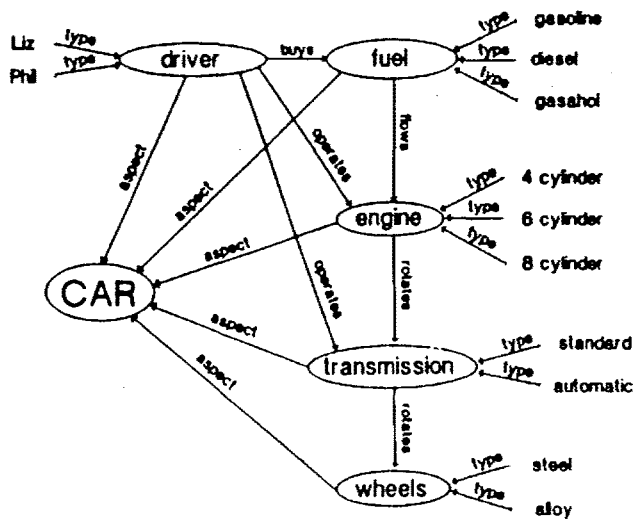 gasoline
type
Liz
type
driver
buys
fuel
type
diesel
Phil
type
type
gasahol
aspect
operates
flows
aspect
4 cylinder
type
engine
type
6 cylinder
aspect
type
8 cylinder
CAR
operates
rotates
aspect
type
standard
transmission
type
automatic
aspect
rotates
type
steel
wheels
type
alloy